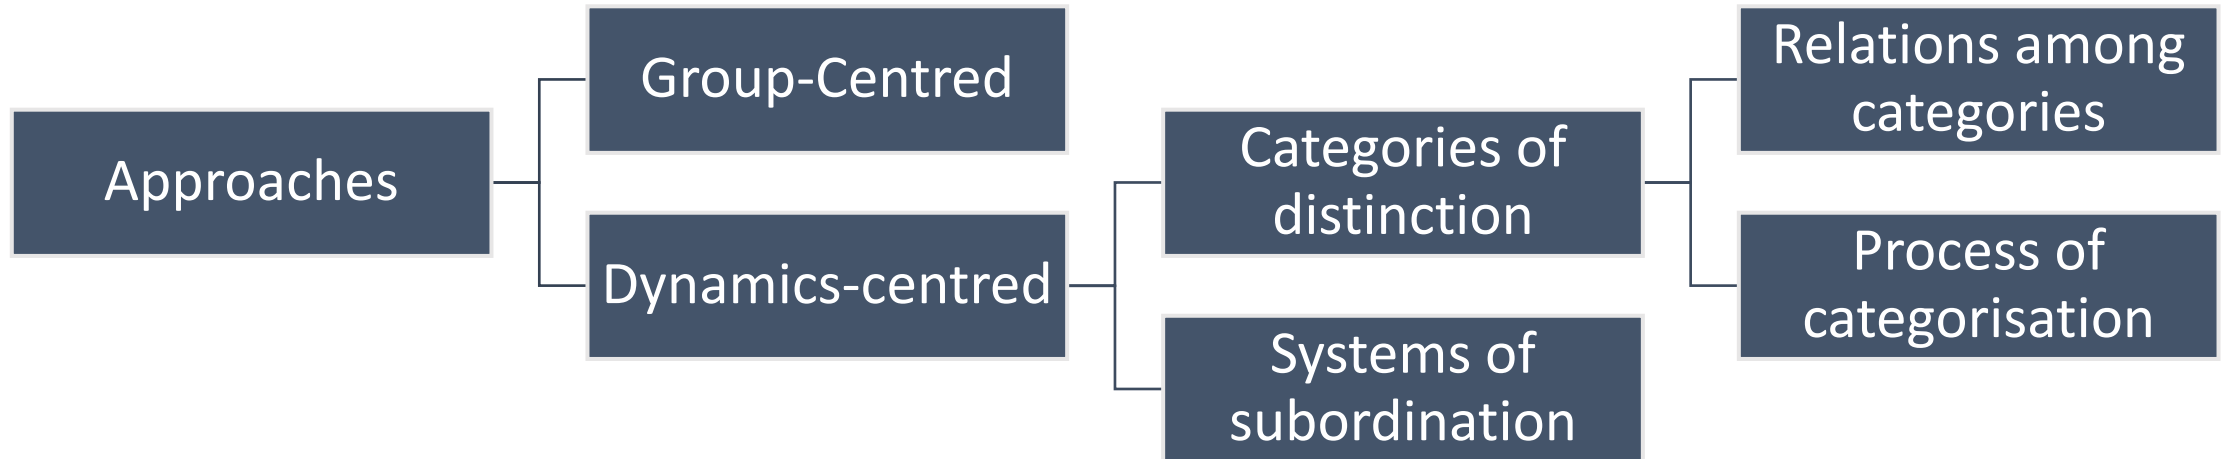 Approaches
Group-Centred
Dynamics-centred
Categories of
distinction
Systems of
subordination
Relations among
categories
Process of
categorisation